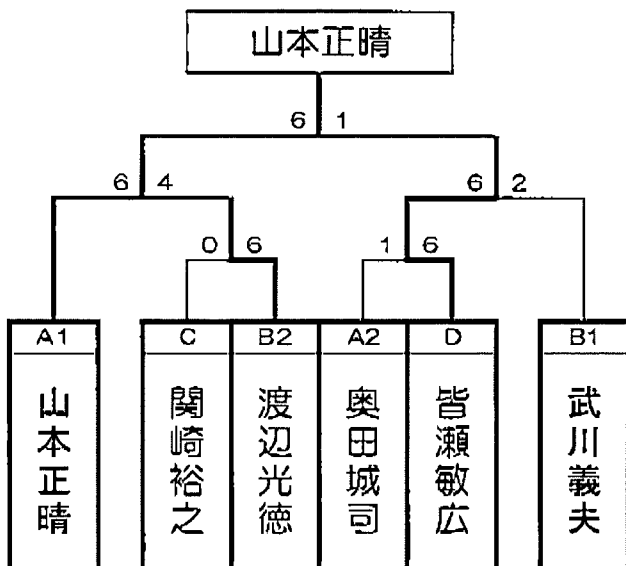 山本正晴
6 1
6 4
6 2
0 6
1 6
A1
C
B2
A2
D
B1
山本正晴
関崎裕之
渡辺光徳
奥田城司
皆瀬敏広
武川義夫